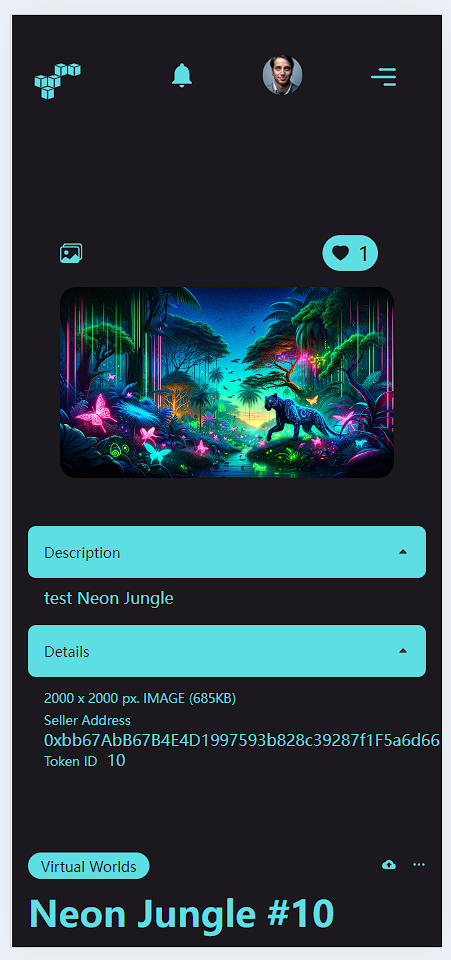 1
Description
test Neon Jungle
Details
2000 x 2000 px. IMAGE (685KB)
Seller Address
0xbb67AbB67B4E4D1997593b828c39287f1F5a6d66
Token ID 10
Virtual Worlds
Neon Jungle #10